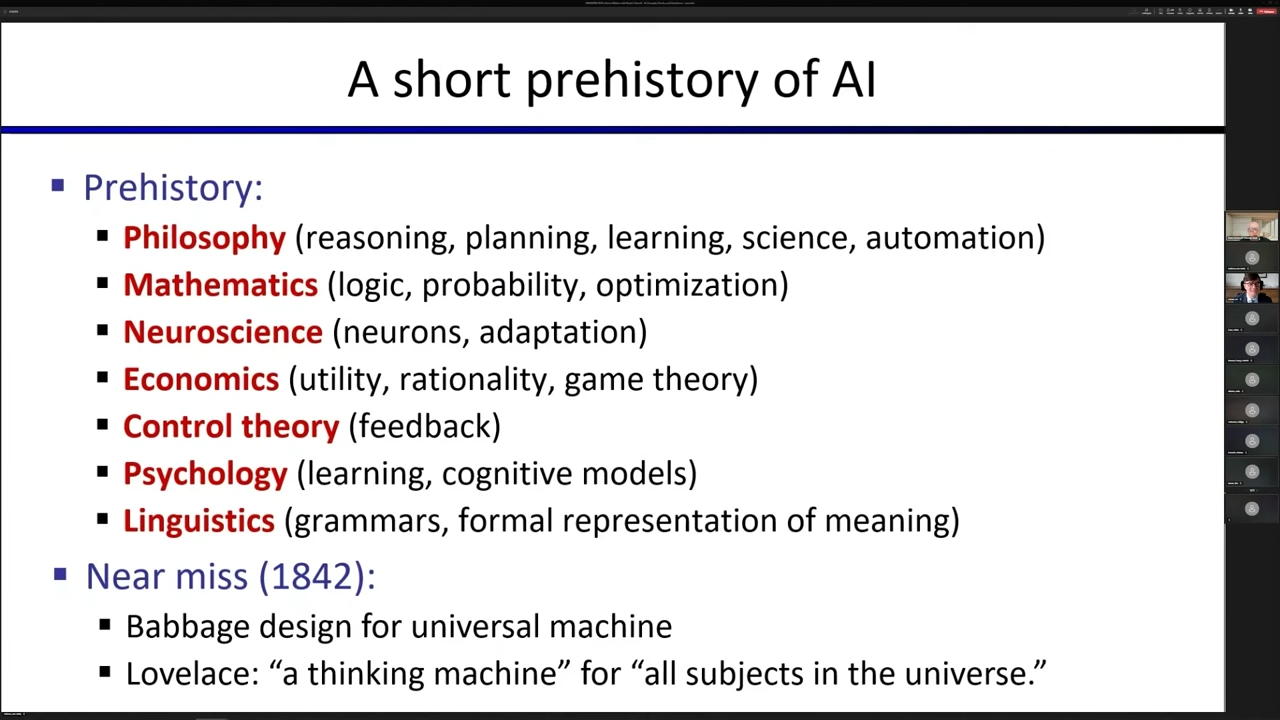 A short prehistory of AI
▪ Prehistory:
▪ Philosophy (reasoning, planning, learning, science, automation)
▪ Mathematics (logic, probability, optimization)
▪ Neuroscience (neurons, adaptation)
▪ Economics (utility, rationality, game theory)
▪ Control theory (feedback)
▪ Psychology (learning, cognitive models)
▪ Linguistics (grammars, formal representation of meaning)
▪ Near miss (1842):
▪ Babbage design for universal machine
▪ Lovelace: “a thinking machine” for “all subjects in the universe.”